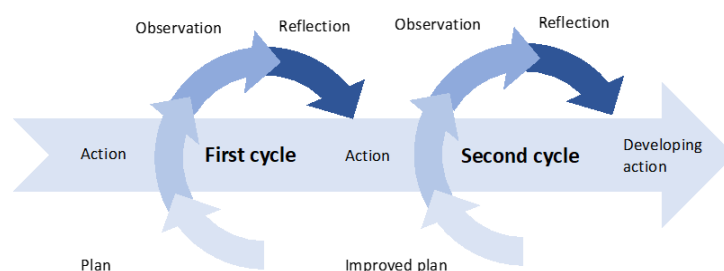 Observation
Reflection
Observation
Reflection
Action
First cycle
Action
Second cycle
Developing
action
Plan
Improved plan